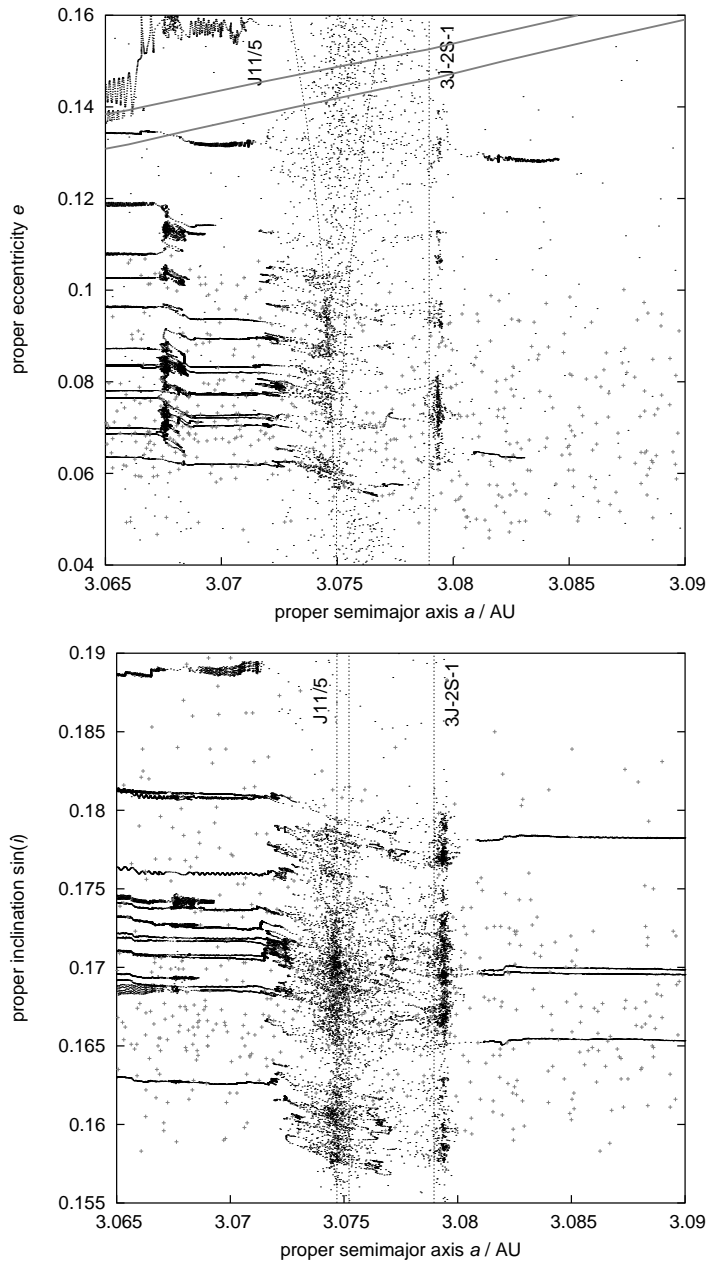 0.16
0.14
0.12
0.1
0.08
0.06
0.04
proper eccentricity e
J11/5
3J-2S-1
3.065 3.07 3.075 3.08 3.085 3.09
proper semimajor axis a / AU
0.19
0.185
0.18
0.175
0.17
0.165
0.16
0.155
proper inclination sin(I)
J11/5
3J-2S-1
3.065 3.07 3.075 3.08 3.085 3.09
proper semimajor axis a / AU